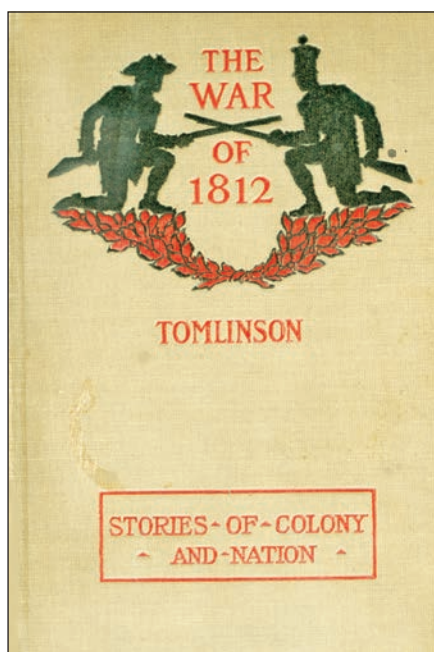 THE
WAR
OF
1812
TOMLINSON
STORIES-OF-COLONY
- AND-NATION -